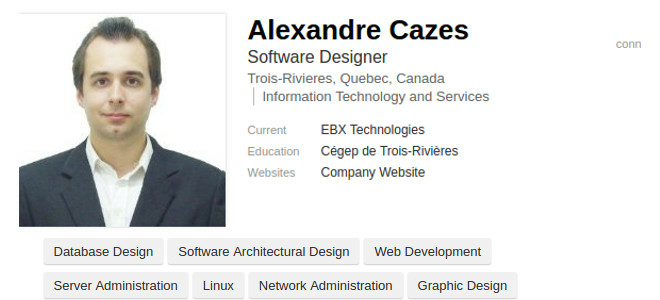 Alexandre Cazes
conn
Software Designer
Trois-Rivieres, Quebec, Canada
Information Technology and Services
Current EBX Technologies
Education Cégep de Trois-Rivières
Websites Company Website
Database Design Software Architectural Design Web Development
Server Administration Linux Network Administration Graphic Design